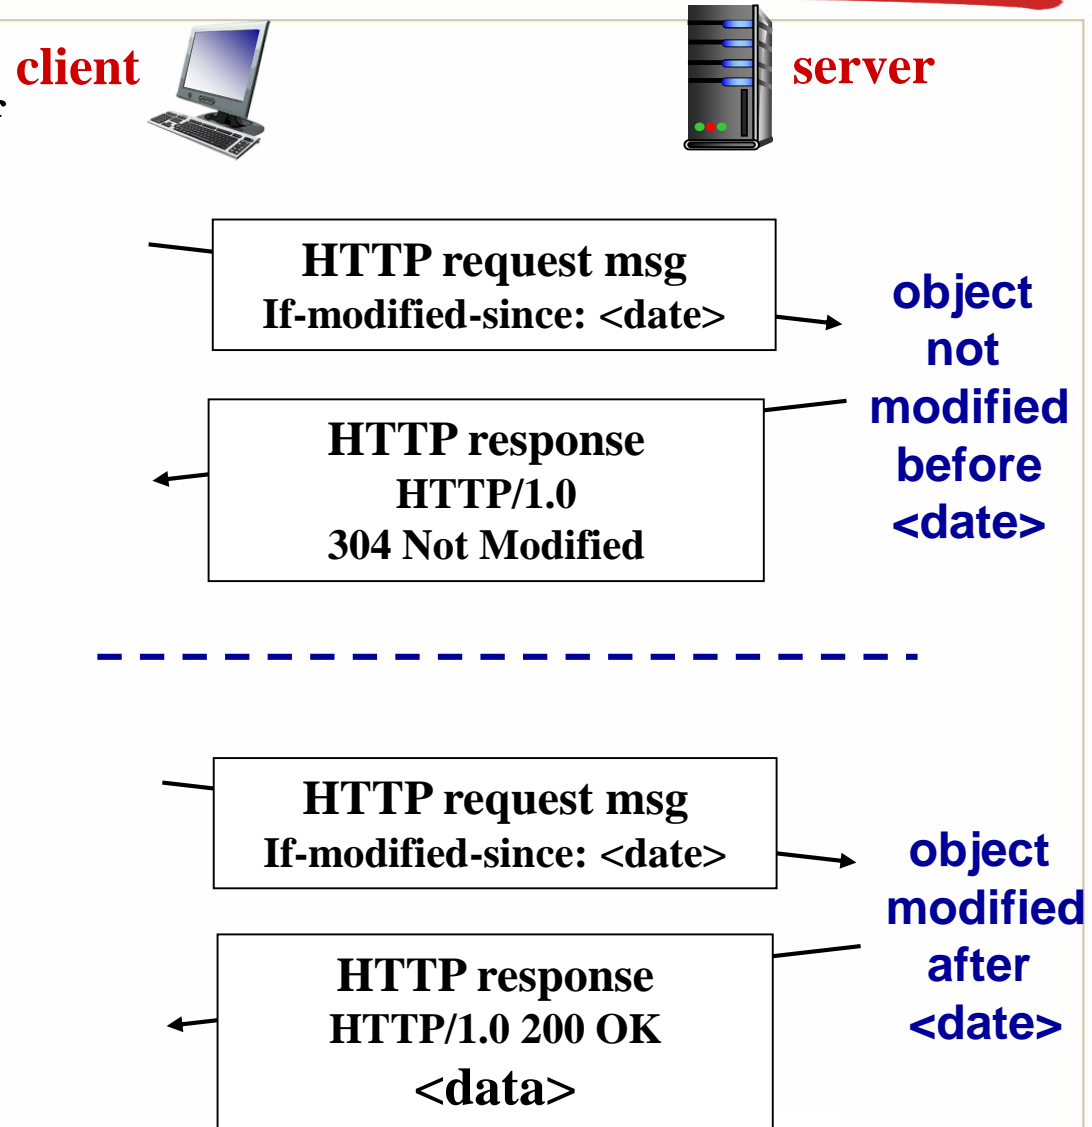 client
server
r
HTTP request msg
If-modified-since: <date>
object
not
modified
before
<date>
HTTP response
HTTP/1.0
304 Not Modified
HTTP request msg
If-modified-since: <date>
object
modified
after
<date>
HTTP response
HTTP/1.0 200 OK
<data>